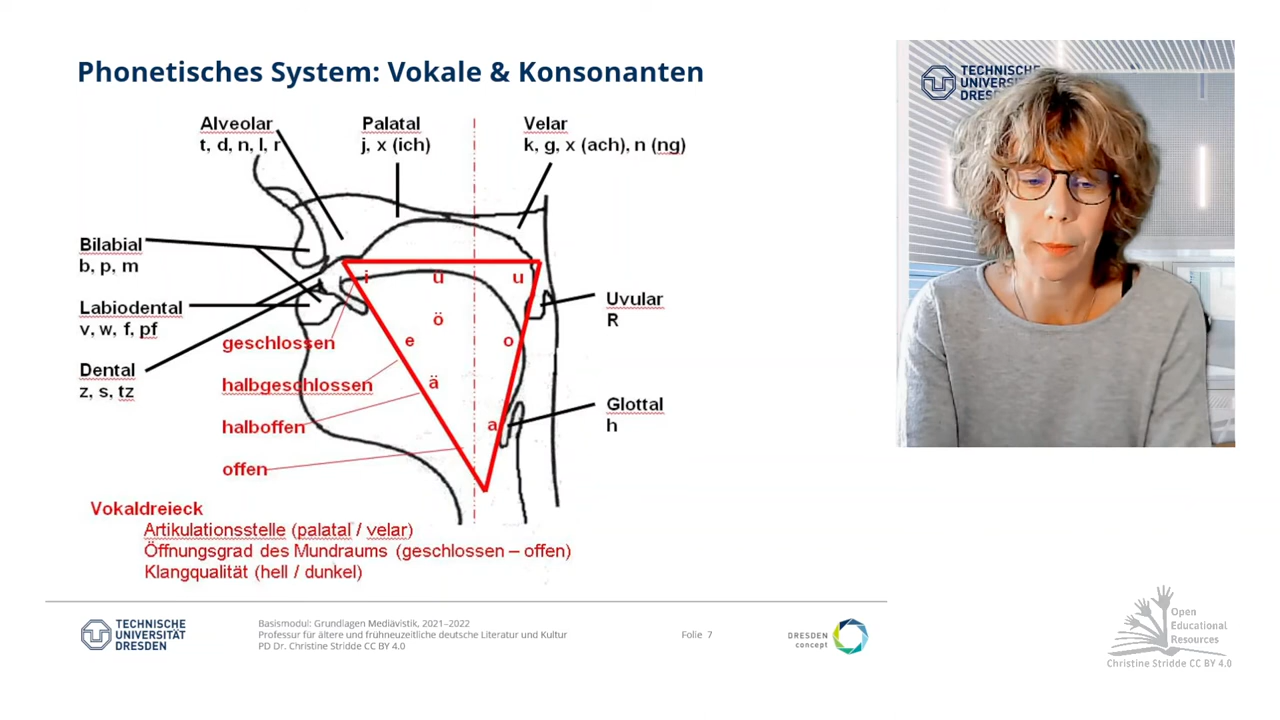 Phonetisches System: Vokale & Konsonanten
Alveolar
t, d, n, l, r
Palatal
j, x (ich)
Velar
k, g, x (ach), n (ng)
Bilabial
b, p, m
Labiodental
v, w, f, pf
Dental
z, s, tz
Uvular
R
Glottal
h
i ü u
ö
e o
ä
a
geschlossen
halbgeschlossen
halboffen
offen
Vokaldreieck
Artikulationsstelle (palatal / velar)
Öffnungsgrad des Mundraums (geschlossen – offen)
Klangqualität (hell / dunkel)
TECHNISCHE
UNIVERSITÄT
DRESDEN
Basismodul: Grundlagen Mediävistik, 2021–2022
Professur für ältere und frühneuzeitliche deutsche Literatur und Kultur
PD Dr. Christine Stridde CC BY 4.0
Folie 7
DRESDEN
concept
TECHNISCHE
UNIVERS
DRES
Open
Educational
Resources
Christine Stridde CC BY 4.0